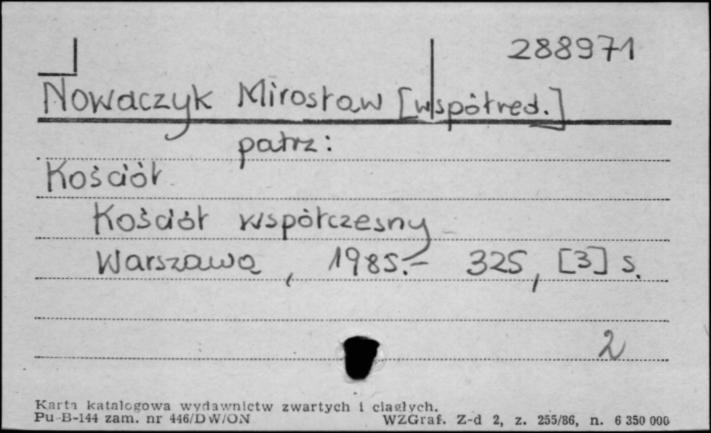 288971
Nowaczyk Mirosław [współred.]
patrz:
Kościół
Kościół współczesny
Warszawa, 1985.- 325, [3] s.
2
Karta katalogowa wydawnictw zwartych i ciągłych.
Pu-B-144 zam. nr 446/DW/ON WZGraf. Z-d 2, z. 255/86, n. 6 350 000